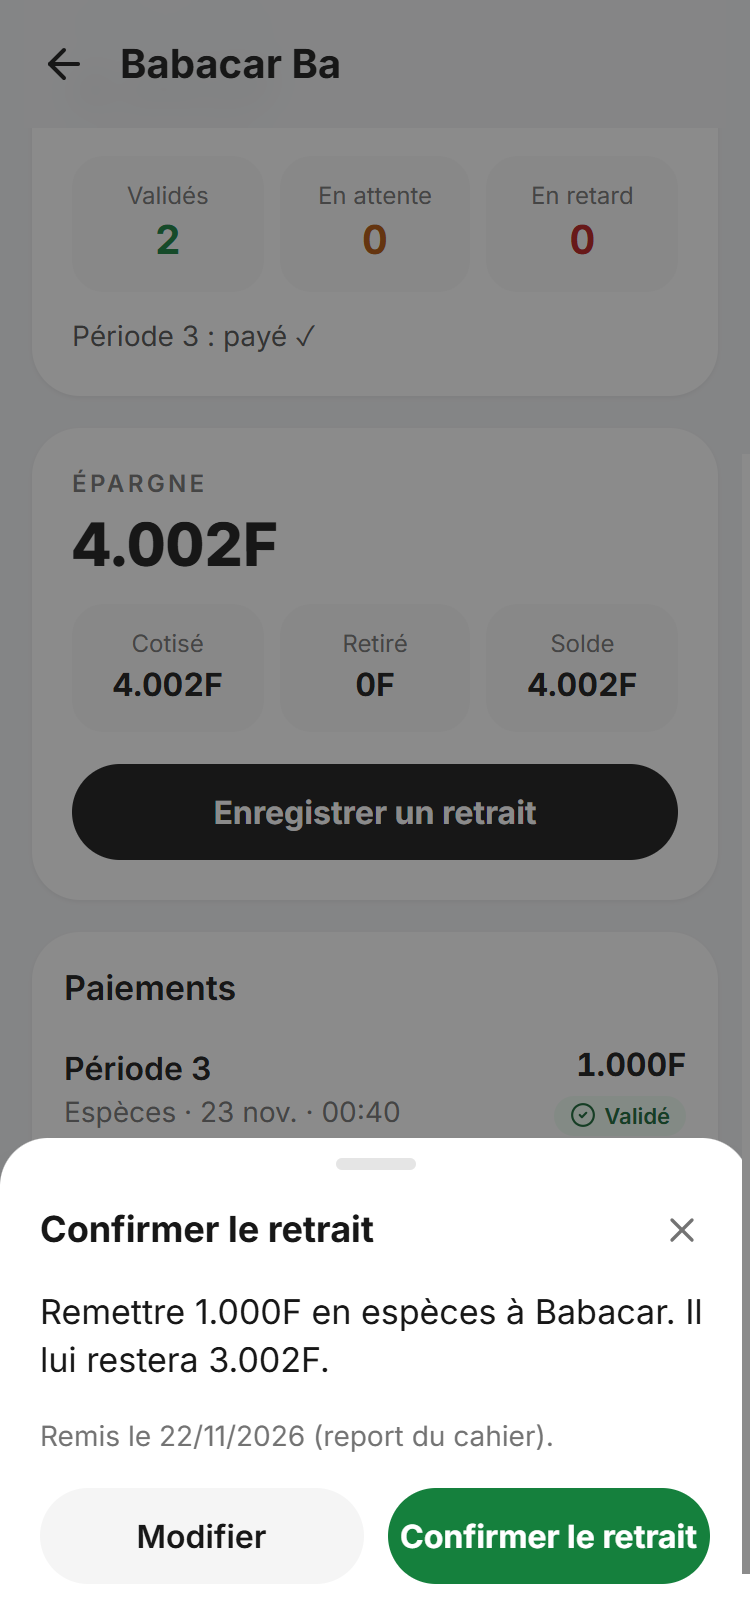 Babacar Ba
Validés
2
En attente
0
En retard
0
Période 3 : payé ✓
ÉPARGNE
4.002F
Cotisé
4.002F
Retiré
0F
Solde
4.002F
Enregistrer un retrait
Paiements
Période 3
1.000F
Espèces · 23 nov. · 00:40
Validé
Confirmer le retrait
Remettre 1.000F en espèces à Babacar. Il
lui restera 3.002F.
Remis le 22/11/2026 (report du cahier).
Modifier
Confirmer le retrait